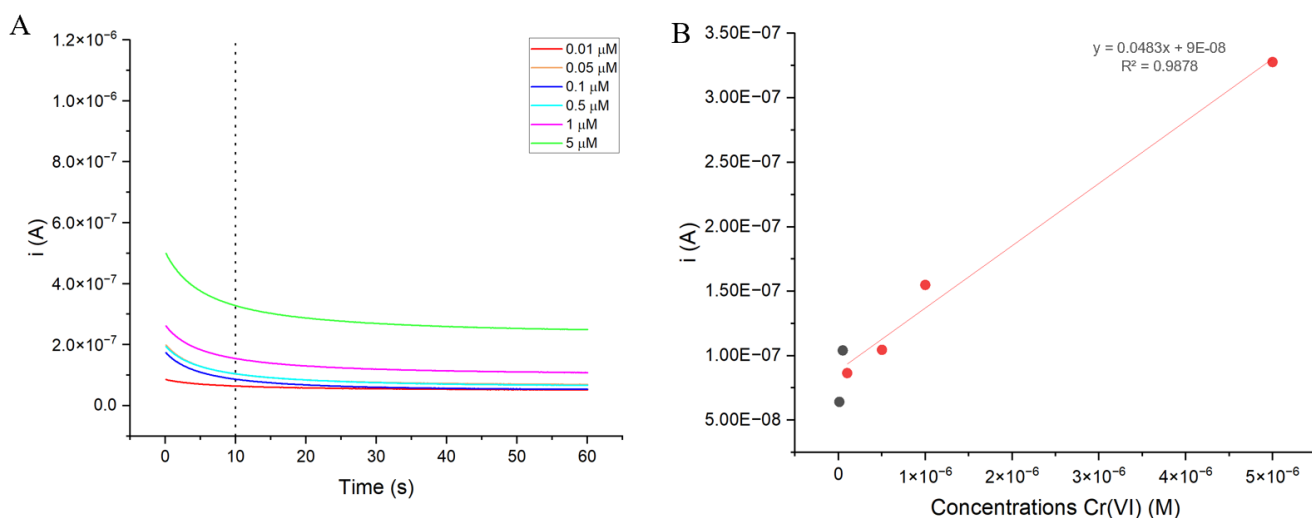 A
1.2×10⁻⁶
1.0×10⁻⁶
8.0×10⁻⁷
6.0×10⁻⁷
4.0×10⁻⁷
2.0×10⁻⁷
0.0
i (A)
0.01 μM
0.05 μM
0.1 μM
0.5 μM
1 μM
5 μM
0 10 20 30 40 50 60
Time (s)
B
3.50E−07
3.00E−07
2.50E−07
2.00E−07
1.50E−07
1.00E−07
5.00E−08
i (A)
y = 0.0483x + 9E-08
R² = 0.9878
0 1×10⁻⁶ 2×10⁻⁶ 3×10⁻⁶ 4×10⁻⁶ 5×10⁻⁶
Concentrations Cr(VI) (M)